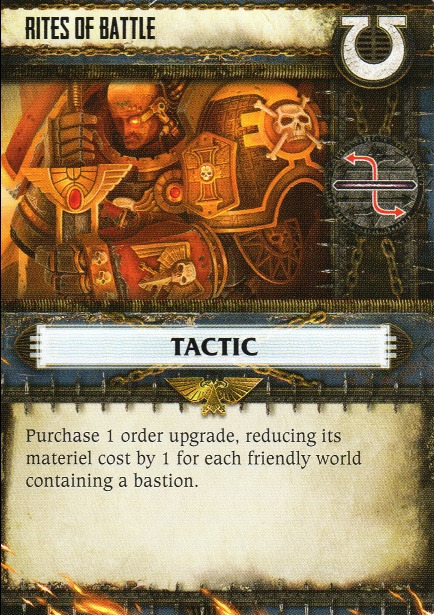 RITES OF BATTLE
TACTIC
Purchase 1 order upgrade, reducing its
materiel cost by 1 for each friendly world
containing a bastion.